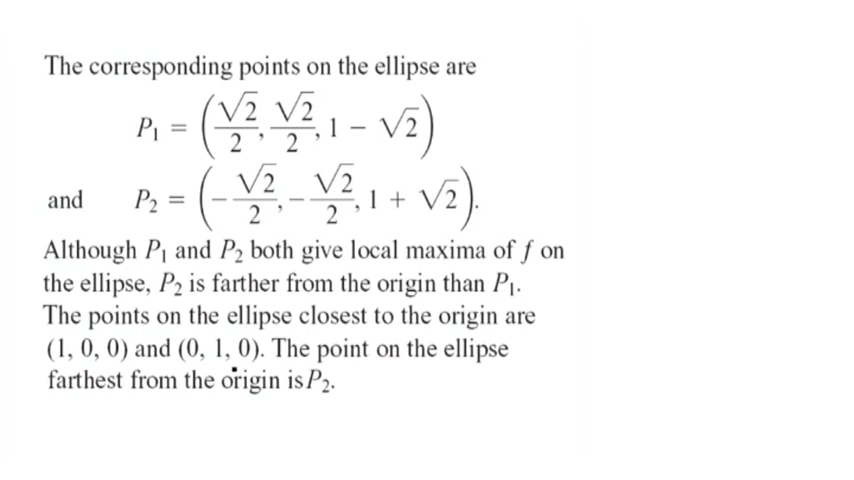 The corresponding points on the ellipse are
P₁ = (√2/2, √2/2, 1 − √2)
and P₂ = (−√2/2, −√2/2, 1 + √2).
Although P₁ and P₂ both give local maxima of f on
the ellipse, P₂ is farther from the origin than P₁.
The points on the ellipse closest to the origin are
(1, 0, 0) and (0, 1, 0). The point on the ellipse
farthest from the origin is P₂.